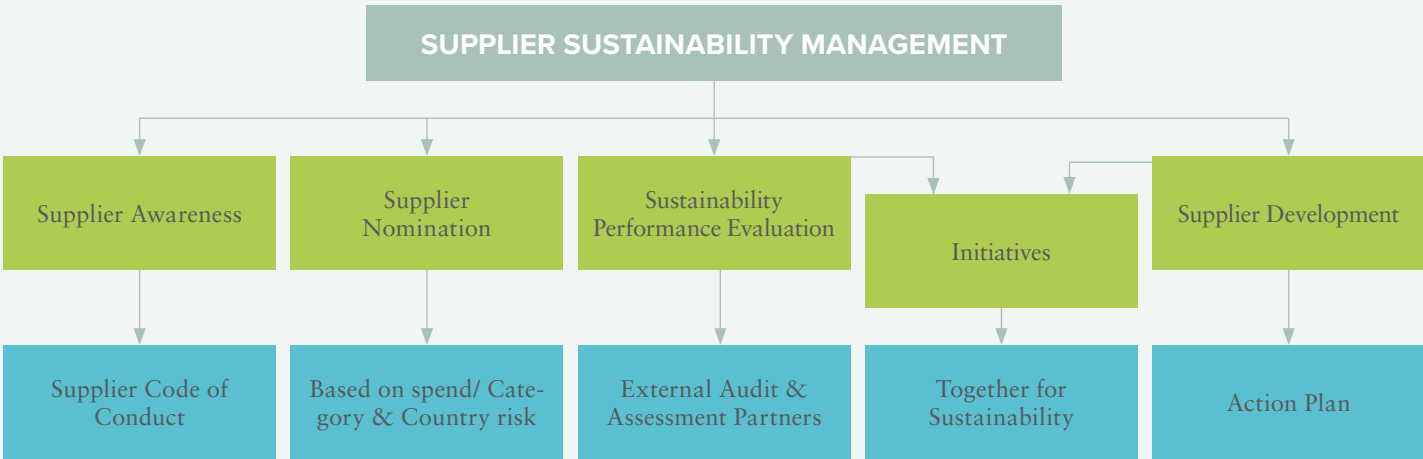 SUPPLIER SUSTAINABILITY MANAGEMENT
Supplier Awareness
Supplier
Nomination
Sustainability
Performance Evaluation
Initiatives
Supplier Development
Supplier Code of
Conduct
Based on spend/ Cate-
gory & Country risk
External Audit &
Assessment Partners
Together for
Sustainability
Action Plan